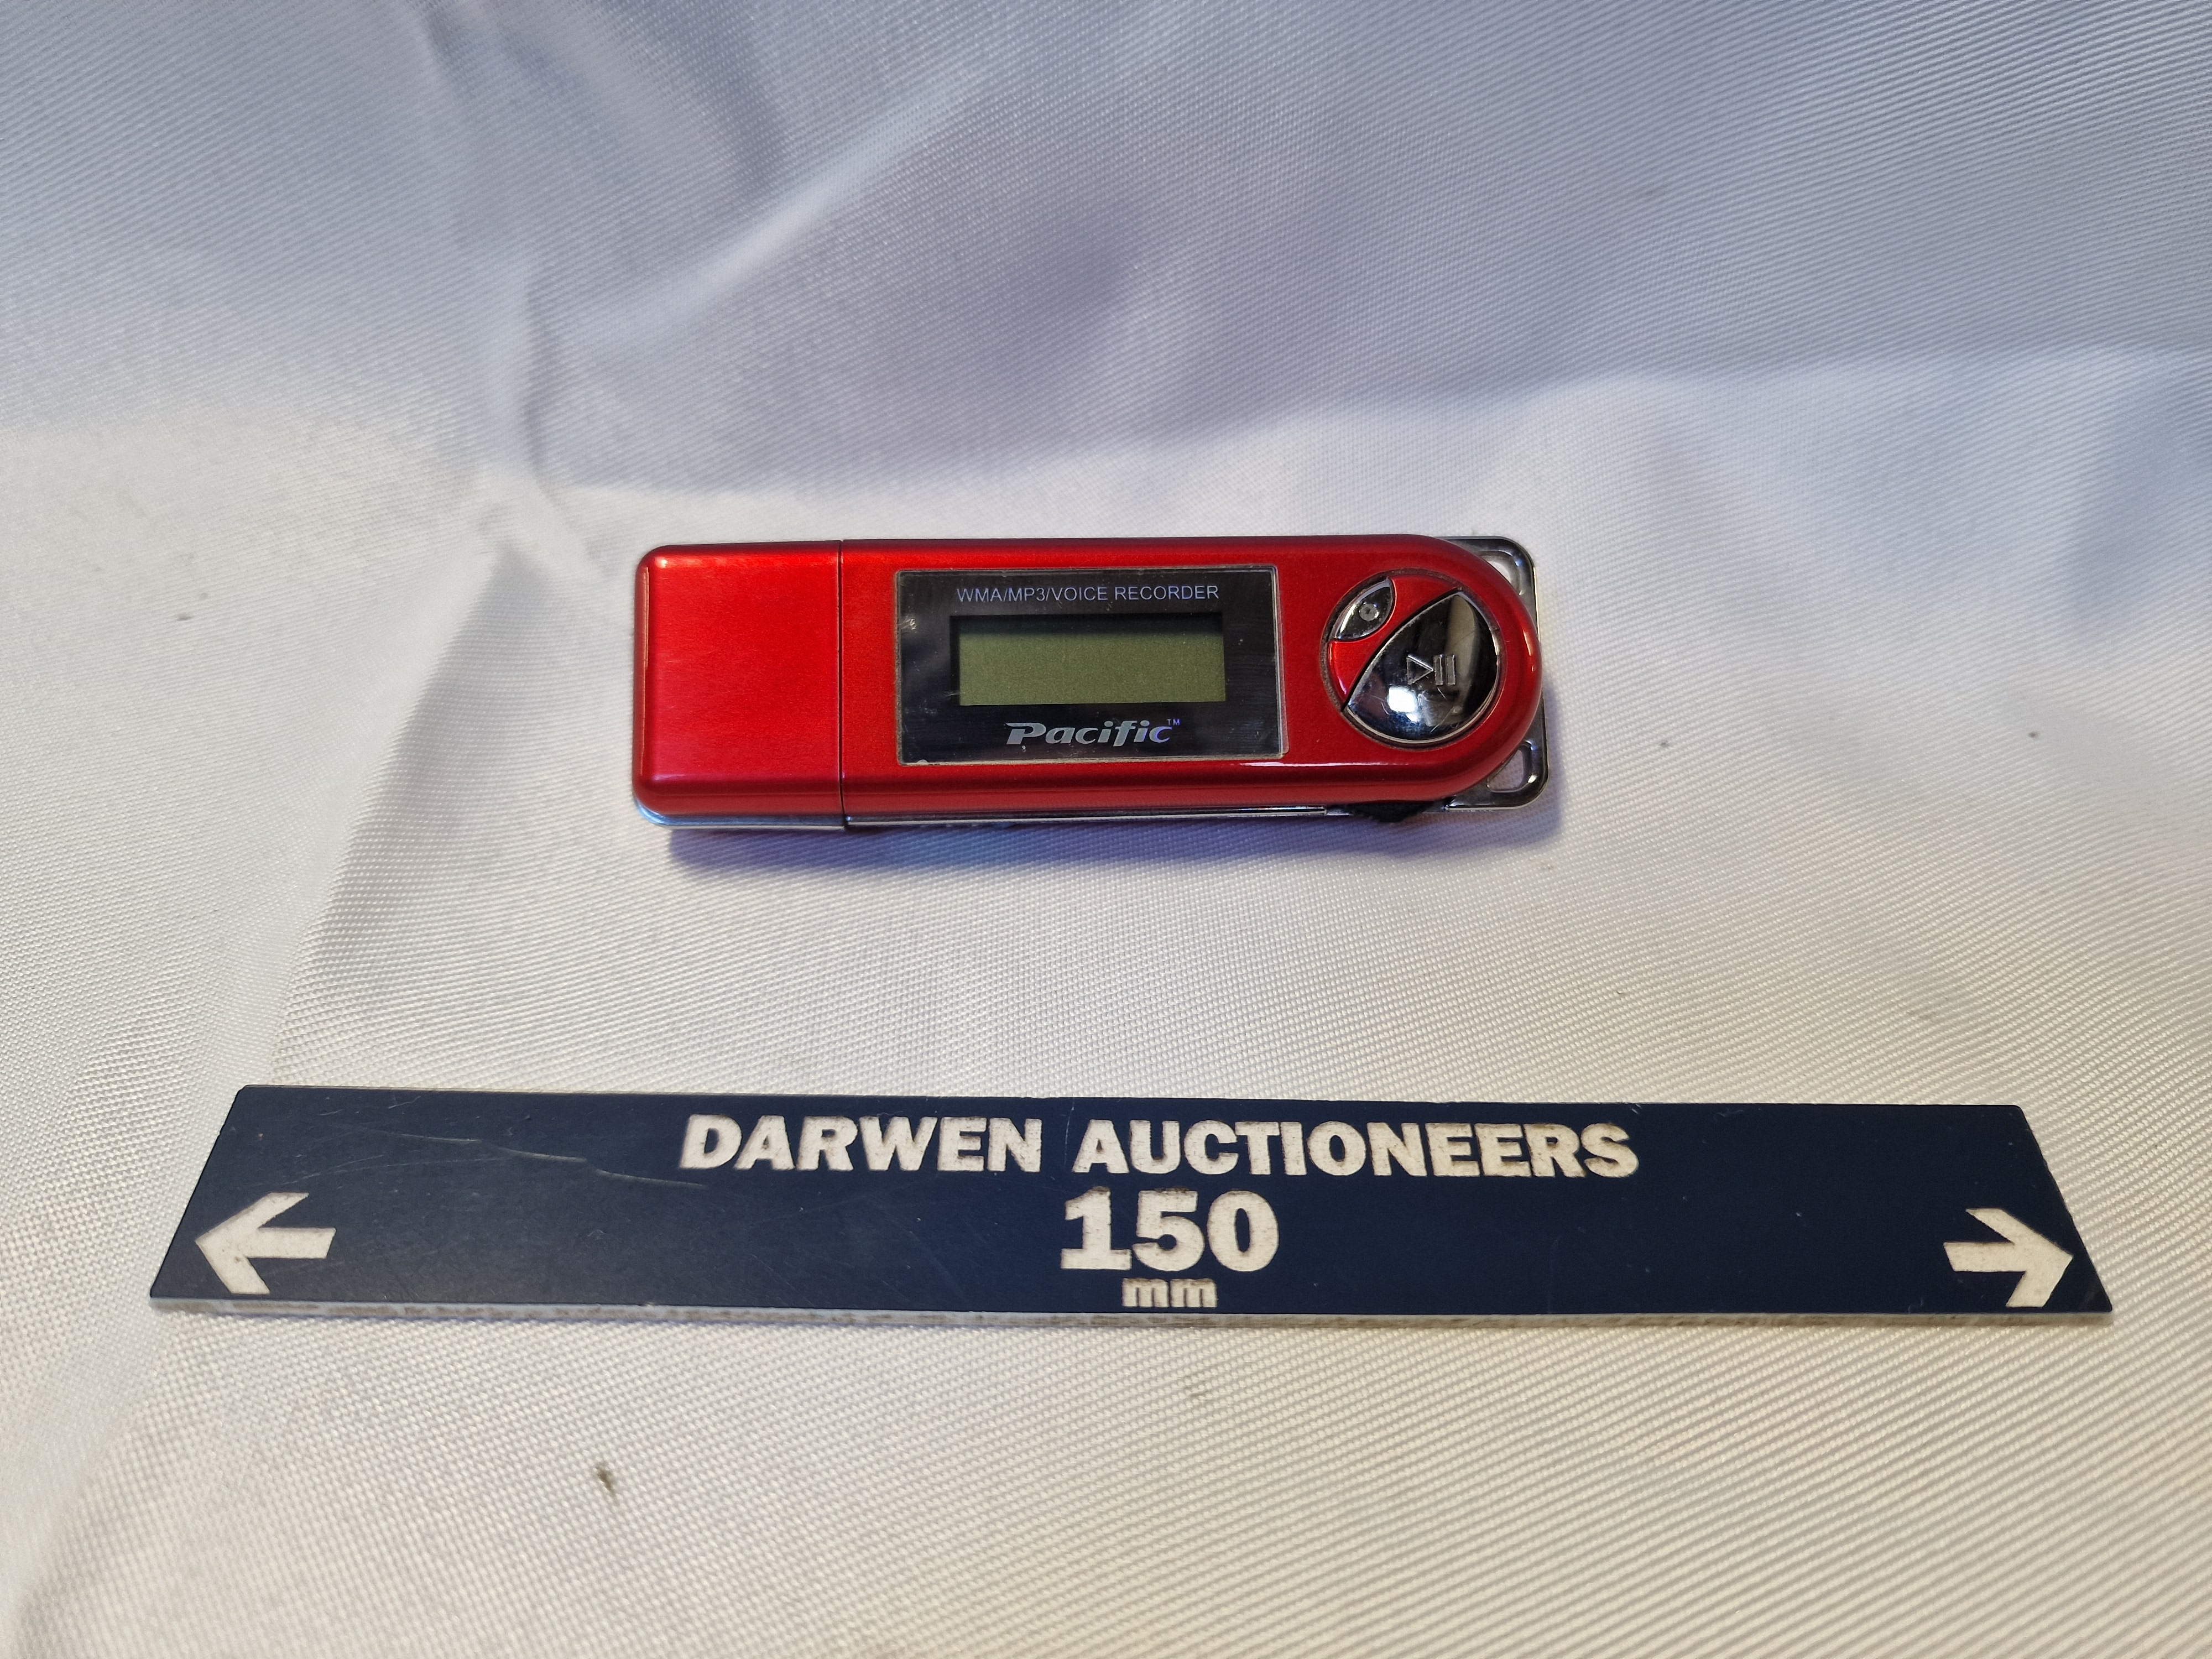 WMA/MP3/VOICE RECORDER
Pacific™
DARWEN AUCTIONEERS
150
mm